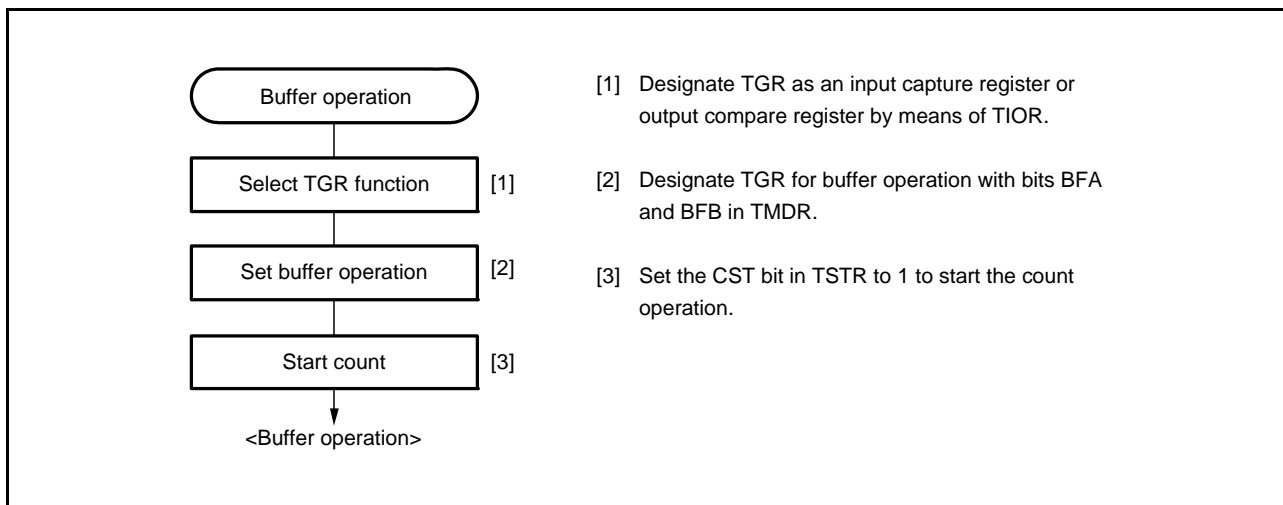 Buffer operation
Select TGR function
[1]
Set buffer operation
[2]
Start count
[3]
<Buffer operation>
[1] Designate TGR as an input capture register or
output compare register by means of TIOR.
[2] Designate TGR for buffer operation with bits BFA
and BFB in TMDR.
[3] Set the CST bit in TSTR to 1 to start the count
operation.